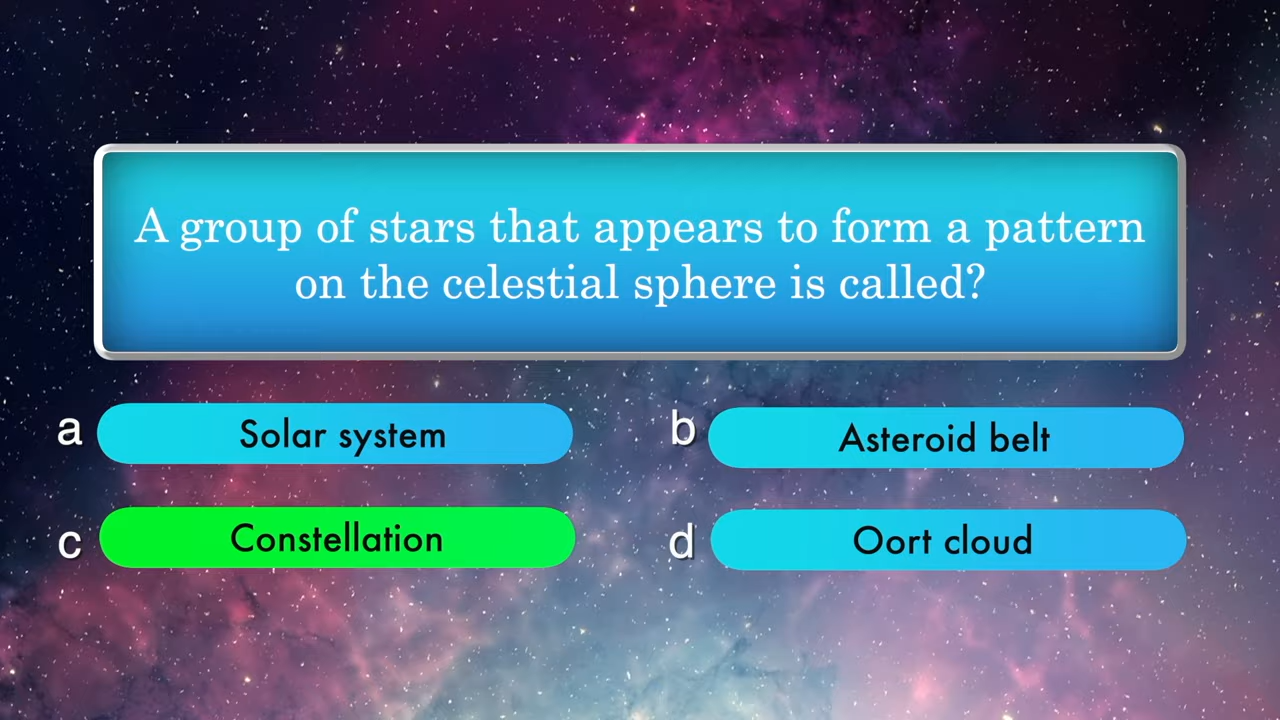 A group of stars that appears to form a pattern
on the celestial sphere is called?
a Solar system
b Asteroid belt
c Constellation
d Oort cloud